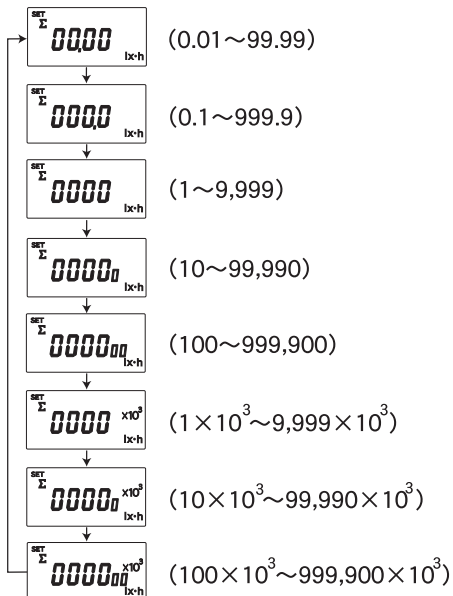 SET
Σ 00.00 lx·h (0.01～99.99)
SET
Σ 000.0 lx·h (0.1～999.9)
SET
Σ 0000 lx·h (1～9,999)
SET
Σ 00000 lx·h (10～99,990)
SET
Σ 000000 lx·h (100～999,900)
SET
Σ 0000 ×10³ lx·h (1×10³～9,999×10³)
SET
Σ 00000 ×10³ lx·h (10×10³～99,990×10³)
SET
Σ 000000 ×10³ lx·h (100×10³～999,900×10³)